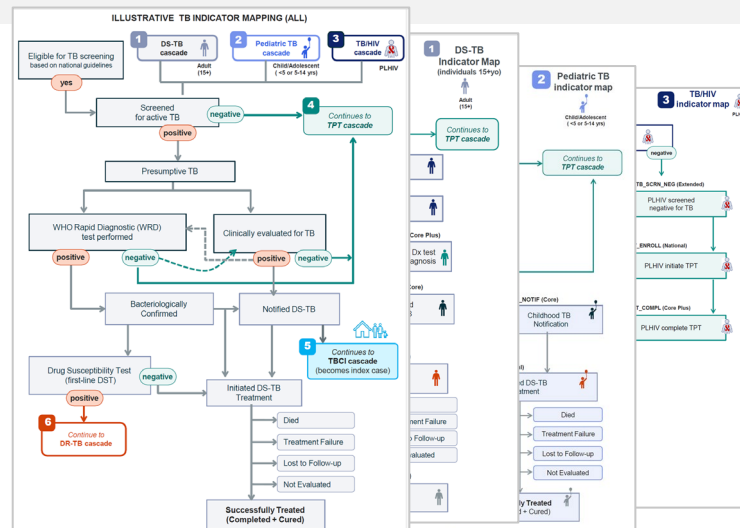 ILLUSTRATIVE TB INDICATOR MAPPING (ALL)
Eligible for TB screening
based on national guidelines
yes
1
DS-TB
cascade
Adult
(15+)
2
Pediatric TB
cascade
Child/Adolescent
( <5 or 5-14 yrs)
3
TB/HIV
cascade
PLHIV
Screened
for active TB
negative
positive
4
Continues to
TPT cascade
Presumptive TB
WHO Rapid Diagnostic (WRD)
test performed
positive
negative
Clinically evaluated for TB
positive
negative
Bacteriologically
Confirmed
Notified DS-TB
5
Continues to
TBCI cascade
(becomes index case)
Drug Susceptibility Test
(first-line DST)
negative
positive
6
Continue to
DR-TB cascade
Initiated DS-TB
Treatment
Died
Treatment Failure
Lost to Follow-up
Not Evaluated
Successfully Treated
(Completed + Cured)
1
DS-TB
Indicator Map
(individuals 15+yo)
Adult
(15+)
Continues to
TPT cascade
Core Plus)
Dx test
agnosis
ore)
d
ment Failure
o Follow-up
valuated
2
Pediatric TB
indicator map
Child/Adolescent
( <5 or 5-14 yrs)
Continues to
TPT cascade
_NOTIF (Core)
Childhood TB
Notification
ed DS-TB
atment
Died
Treatment Failure
Lost to Follow-up
Not Evaluated
lly Treated
d + Cured)
3
TB/HIV
indicator map
negative
TB_SCRN_NEG (Extended)
PLHIV screened
negative for TB
_ENROLL (National)
PLHIV initiate TPT
T_COMPL (Core Plus)
PLHIV complete TPT